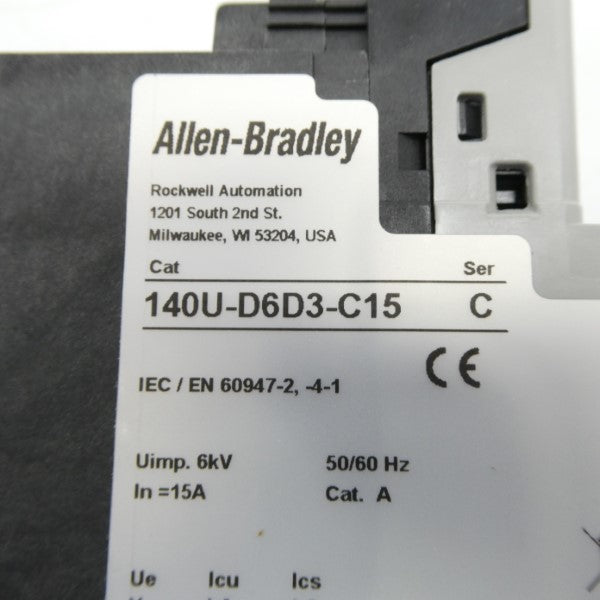 Allen-Bradley
Rockwell Automation
1201 South 2nd St.
Milwaukee, WI 53204, USA
Cat Ser
140U-D6D3-C15 C
CE
IEC / EN 60947-2, -4-1
Uimp. 6kV 50/60 Hz
In =15A Cat. A
Ue Icu Ics